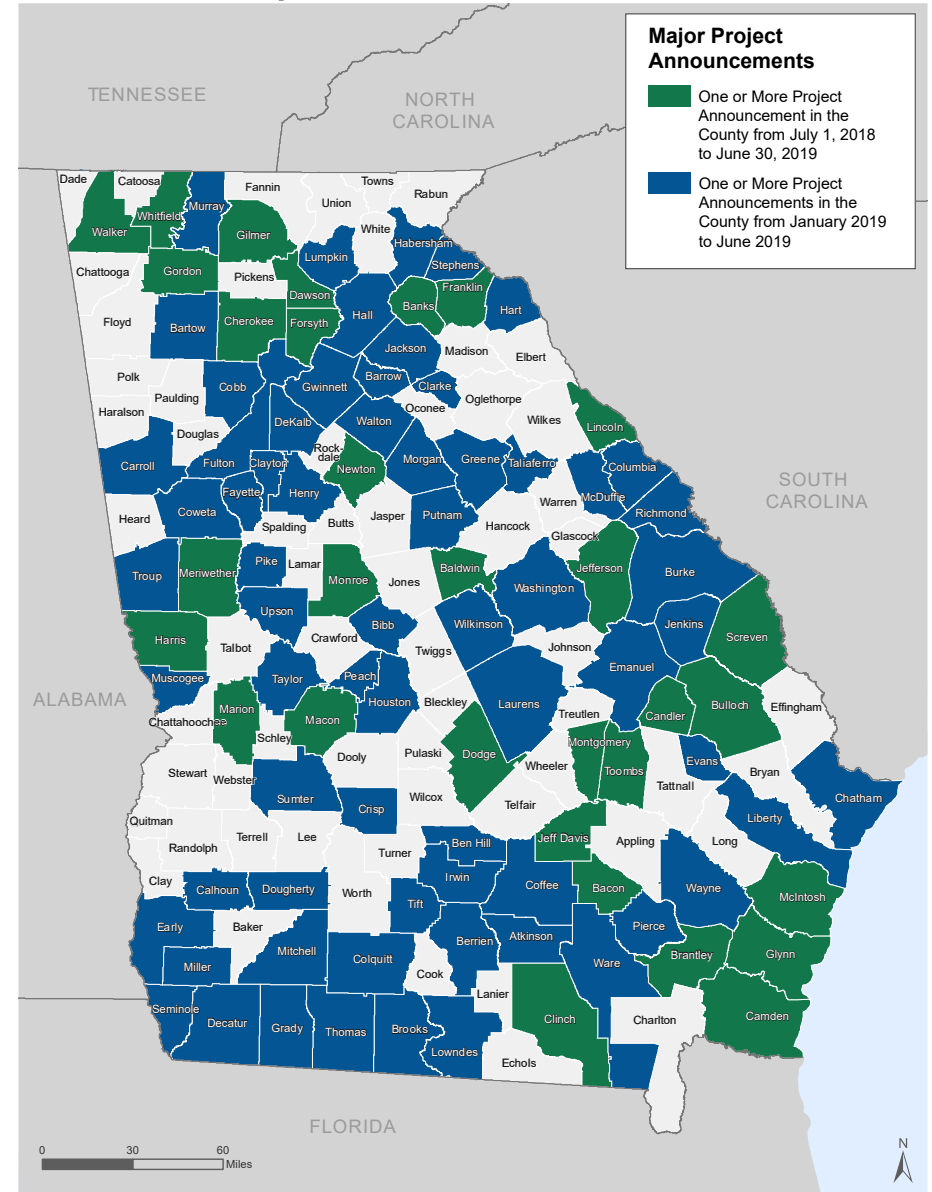 Major Project
Announcements
One or More Project
Announcement in the
County from July 1, 2018
to June 30, 2019
One or More Project
Announcements in the
County from January 2019
to June 2019
TENNESSEE
NORTH
CAROLINA
SOUTH
CAROLINA
ALABAMA
FLORIDA
Dade
Catoosa
Fannin
Towns
Rabun
Union
Murray
Whitfield
Walker
Gilmer
White
Habersham
Lumpkin
Stephens
Chattooga
Gordon
Pickens
Dawson
Banks
Franklin
Hart
Floyd
Bartow
Cherokee
Forsyth
Hall
Jackson
Madison
Elbert
Polk
Cobb
Gwinnett
Barrow
Clarke
Paulding
Haralson
Oconee
Oglethorpe
Wilkes
Lincoln
Douglas
DeKalb
Walton
Carroll
Fulton
Clayton
Rock-
dale
Newton
Morgan
Greene
Taliaferro
Columbia
Fayette
Henry
McDuffie
Warren
Richmond
Heard
Coweta
Spalding
Butts
Jasper
Putnam
Hancock
Glascock
Troup
Meriwether
Pike
Lamar
Monroe
Jones
Baldwin
Washington
Jefferson
Burke
Upson
Bibb
Wilkinson
Jenkins
Screven
Harris
Talbot
Crawford
Twiggs
Johnson
Emanuel
Muscogee
Taylor
Peach
Houston
Bleckley
Laurens
Treutlen
Candler
Bulloch
Effingham
Chattahoochee
Marion
Macon
Schley
Dooly
Pulaski
Dodge
Wheeler
Montgomery
Toombs
Tattnall
Evans
Bryan
Chatham
Stewart
Webster
Sumter
Crisp
Wilcox
Telfair
Liberty
Quitman
Randolph
Terrell
Lee
Turner
Ben Hill
Jeff Davis
Appling
Long
Clay
Calhoun
Dougherty
Worth
Irwin
Tift
Coffee
Bacon
Wayne
McIntosh
Early
Baker
Mitchell
Colquitt
Berrien
Atkinson
Pierce
Miller
Cook
Ware
Brantley
Glynn
Lanier
Seminole
Decatur
Grady
Thomas
Brooks
Lowndes
Clinch
Charlton
Camden
Echols
0
30
60
Miles
N